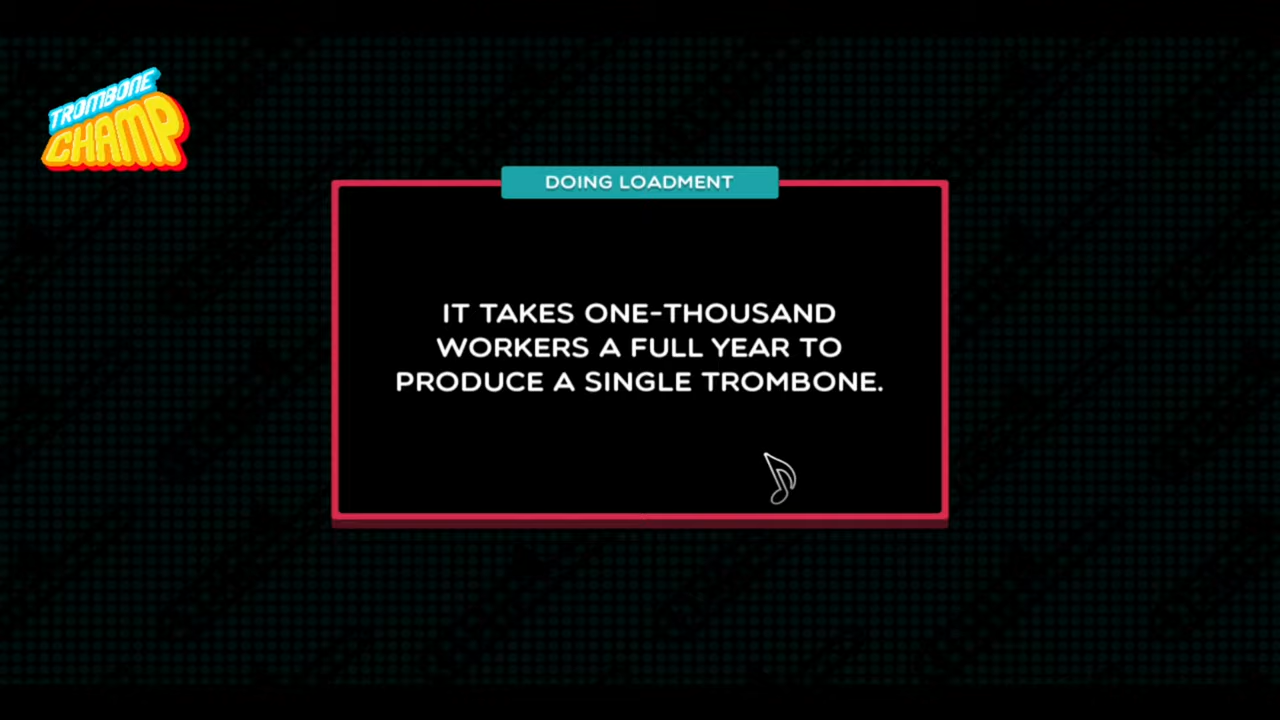 TROMBONE
CHAMP
DOING LOADMENT
IT TAKES ONE-THOUSAND
WORKERS A FULL YEAR TO
PRODUCE A SINGLE TROMBONE.